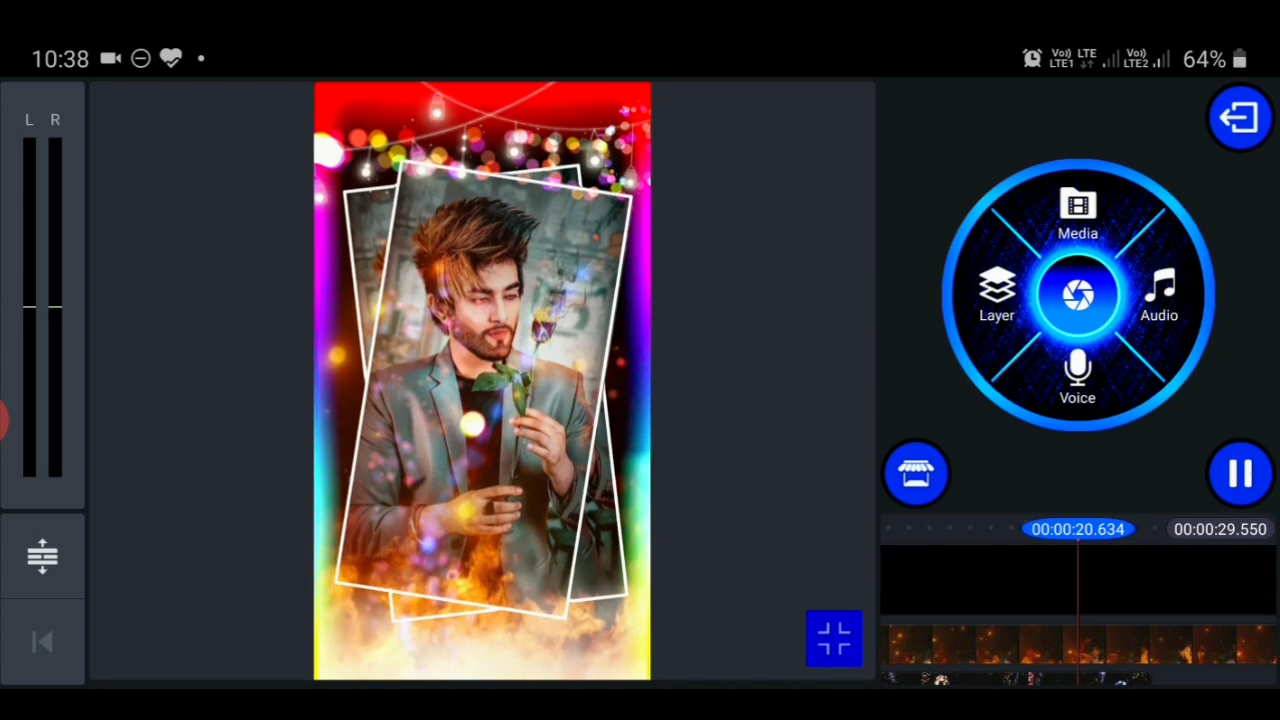 10:38
Vo)) LTE
LTE1
Vo))
LTE2
64%
L R
Media
Layer
Audio
Voice
00:00:20.634
00:00:29.550